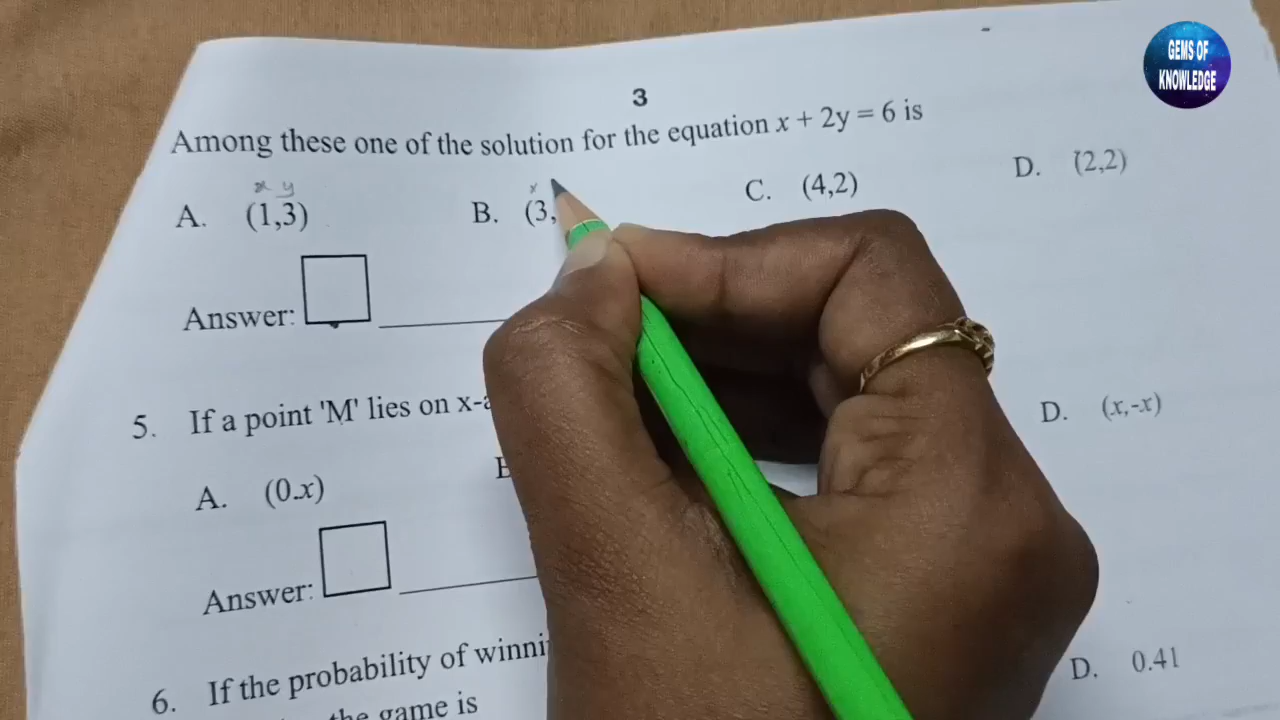 GEMS OF
KNOWLEDGE
3
Among these one of the solution for the equation x + 2y = 6 is
x y
x
A. (1,3) B. (3, C. (4,2) D. (2,2)
Answer:
5. If a point 'M' lies on x-
A. (0.x) D. (x,-x)
Answer:
6. If the probability of
the game is
D. 0.41